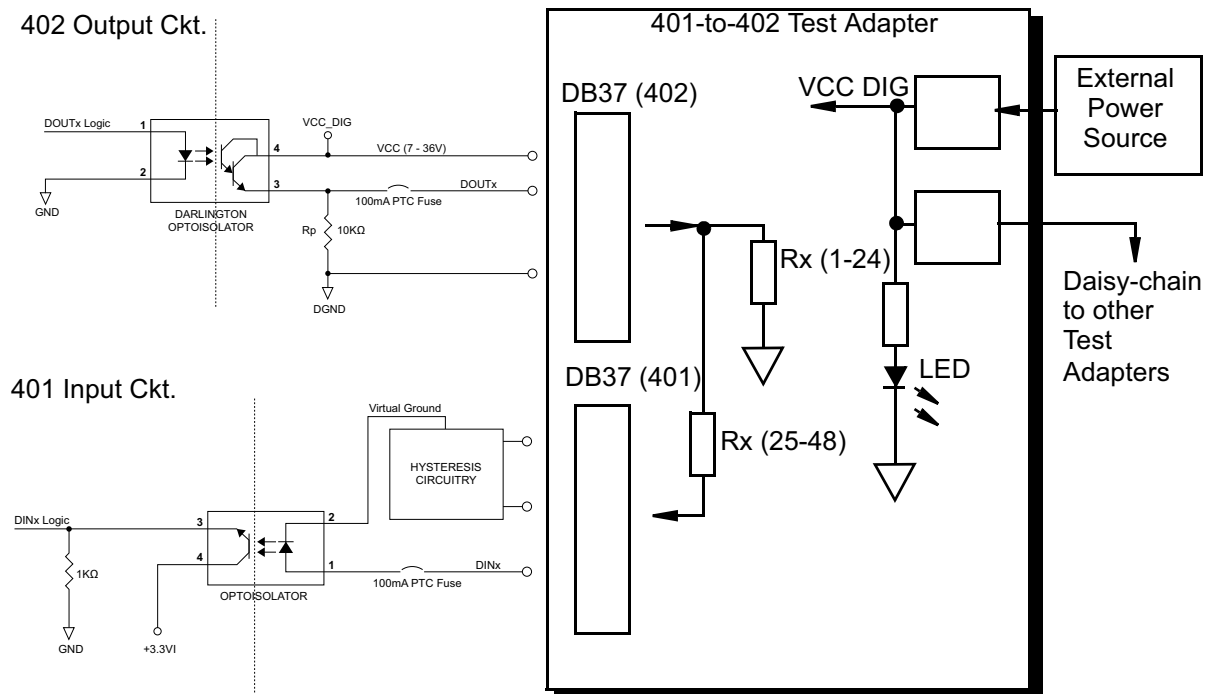 402 Output Ckt.
DOUTx Logic
1
2
GND
DARLINGTON
OPTOISOLATOR
4
3
VCC_DIG
VCC (7 - 36V)
DOUTx
100mA PTC Fuse
Rp
10KΩ
DGND
401 Input Ckt.
Virtual Ground
HYSTERESIS
CIRCUITRY
DINx Logic
3
4
2
1
1KΩ
GND
+3.3VI
OPTOISOLATOR
DINx
100mA PTC Fuse
401-to-402 Test Adapter
DB37 (402)
VCC DIG
External
Power
Source
Rx (1-24)
Daisy-chain
to other
Test
Adapters
LED
DB37 (401)
Rx (25-48)